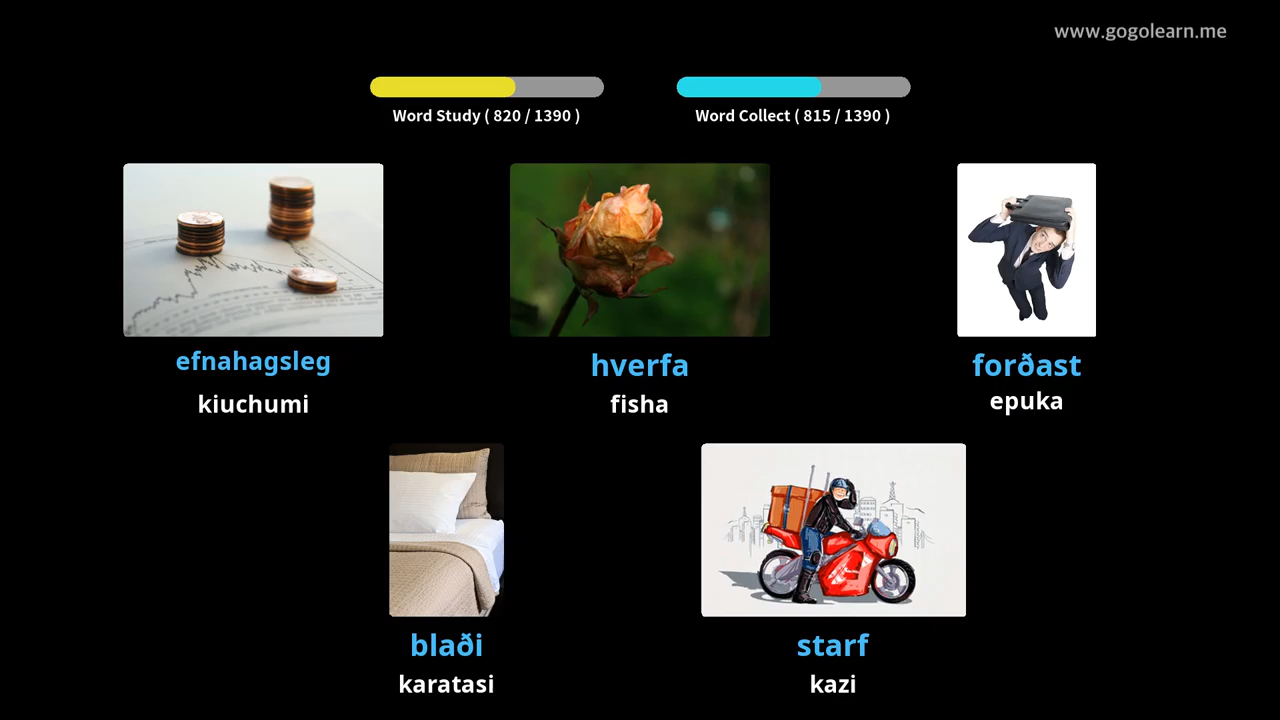 www.gogolearn.me
Word Study ( 820 / 1390 )
Word Collect ( 815 / 1390 )
efnahagsleg
kiuchumi
hverfa
fisha
forðast
epuka
blaði
karatasi
starf
kazi